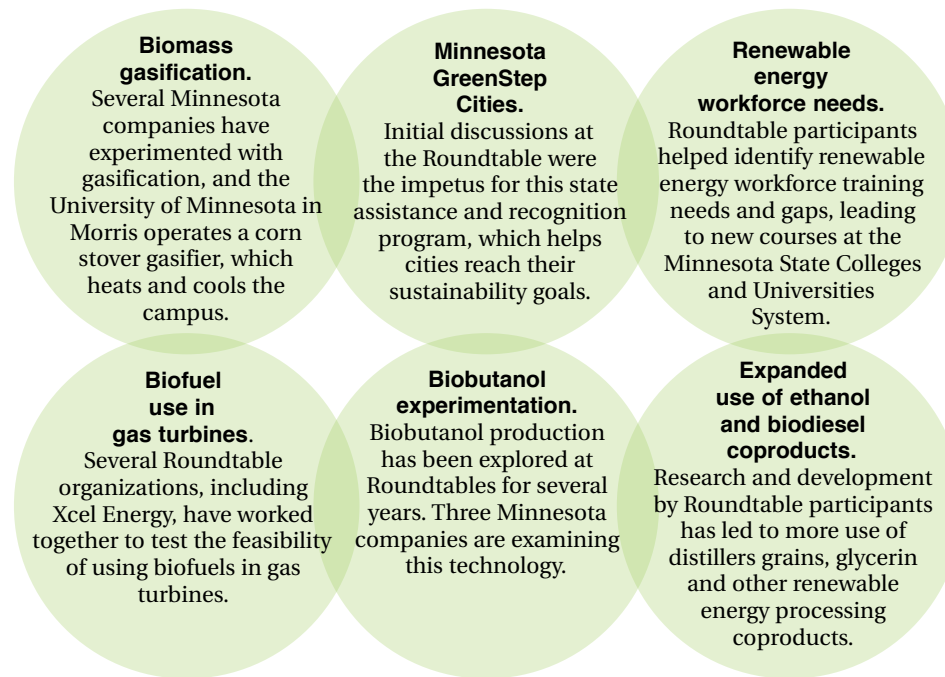 Biomass
gasification.
Several Minnesota
companies have
experimented with
gasification, and the
University of Minnesota in
Morris operates a corn
stover gasifier, which
heats and cools the
campus.
Minnesota
GreenStep
Cities.
Initial discussions at
the Roundtable were
the impetus for this state
assistance and recognition
program, which helps
cities reach their
sustainability goals.
Renewable
energy
workforce needs.
Roundtable participants
helped identify renewable
energy workforce training
needs and gaps, leading
to new courses at the
Minnesota State Colleges
and Universities
System.
Biofuel
use in
gas turbines.
Several Roundtable
organizations, including
Xcel Energy, have worked
together to test the feasibility
of using biofuels in gas
turbines.
Biobutanol
experimentation.
Biobutanol production
has been explored at
Roundtables for several
years. Three Minnesota
companies are examining
this technology.
Expanded
use of ethanol
and biodiesel
coproducts.
Research and development
by Roundtable participants
has led to more use of
distillers grains, glycerin
and other renewable
energy processing
coproducts.